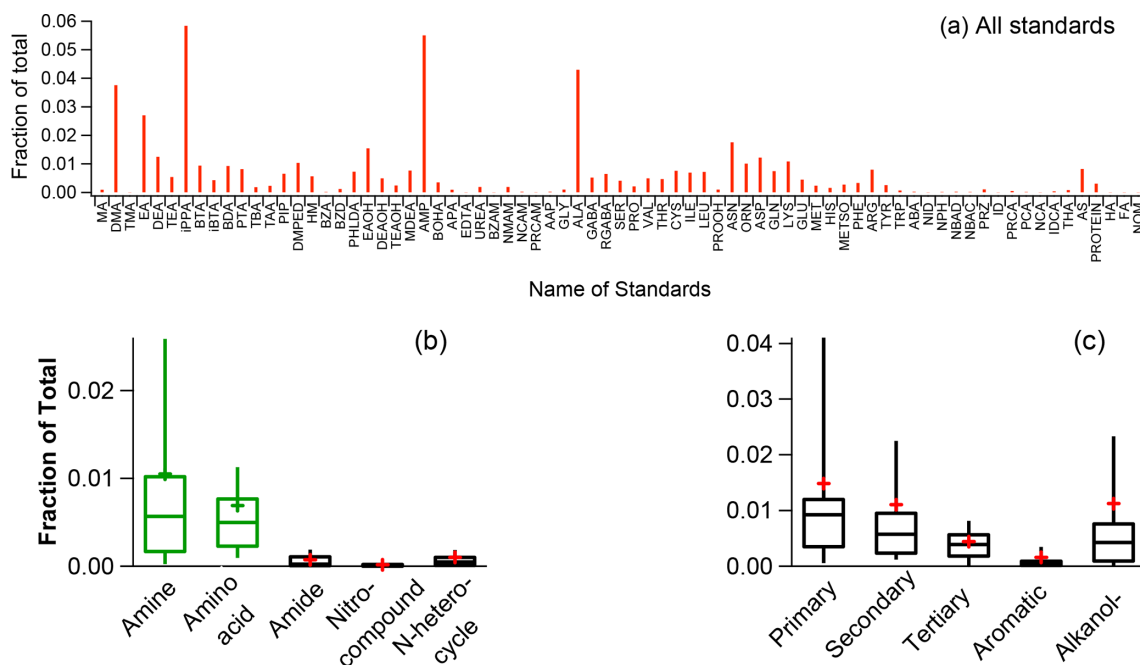 (a) All standards
Fraction of total
0.06
0.05
0.04
0.03
0.02
0.01
0.00
MA
DMA
TMA
EA
DEA
TEA
iPPA
BTA
iBTA
BDA
PTA
TBA
TAA
PIP
DMPED
HM
BZA
BZD
PHLDA
EAOH
DEAOH
TEAOH
MDEA
AMP
BOHA
APA
EDTA
UREA
BZAM
NMAM
NCAM
PRCAM
AAP
GLY
ALA
GABA
RGABA
SER
PRO
VAL
THR
CYS
ILE
LEU
PROOH
ASN
ORN
ASP
GLN
LYS
GLU
MET
HIS
METSO
PHE
ARG
TYR
TRP
ABA
NID
NPH
NBAD
NBAC
PRZ
ID
PRCA
PCA
NCA
IDCA
THA
AS
PROTEIN
HA
FA
NOM
Name of Standards
(b)
Fraction of Total
0.02
0.01
0.00
Amine
Amino
acid
Amide
Nitro-
compound
N-hetero-
cycle
(c)
0.04
0.03
0.02
0.01
0.00
Primary
Secondary
Tertiary
Aromatic
Alkanol-